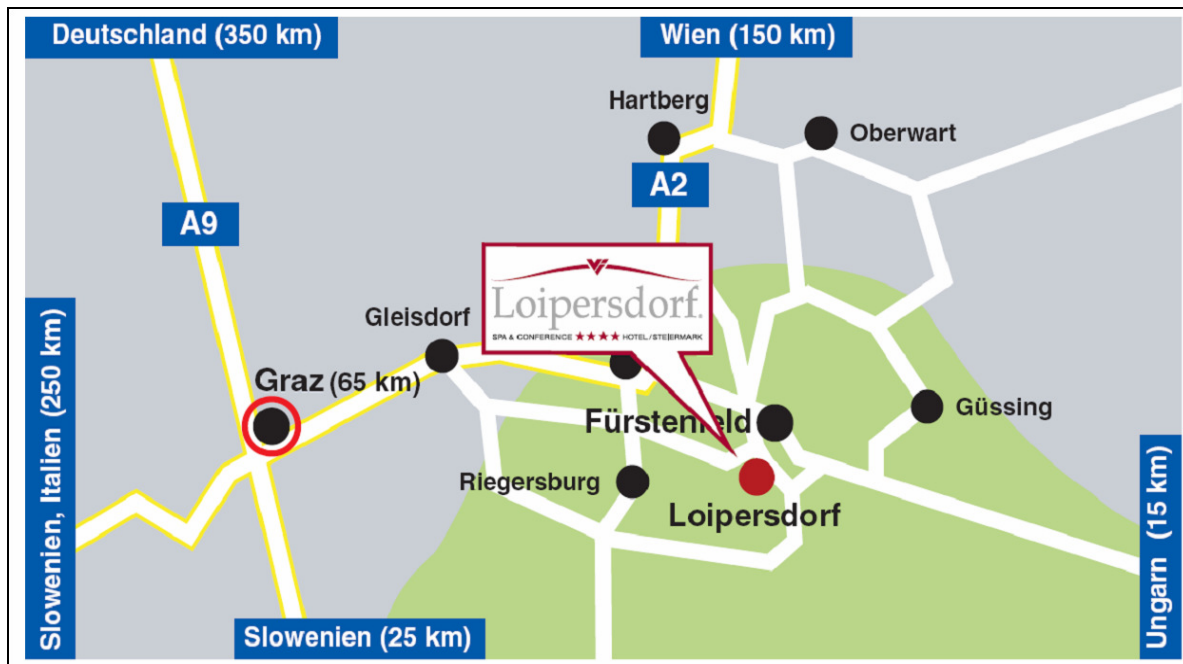 Deutschland (350 km)
Wien (150 km)
Hartberg
Oberwart
A2
A9
Loipersdorf.
SPA & CONFERENCE ★★★★ HOTEL/STEIERMARK
Gleisdorf
Graz (65 km)
Fürstenfeld
Güssing
Riegersburg
Loipersdorf
Slowenien, Italien (250 km)
Ungarn (15 km)
Slowenien (25 km)